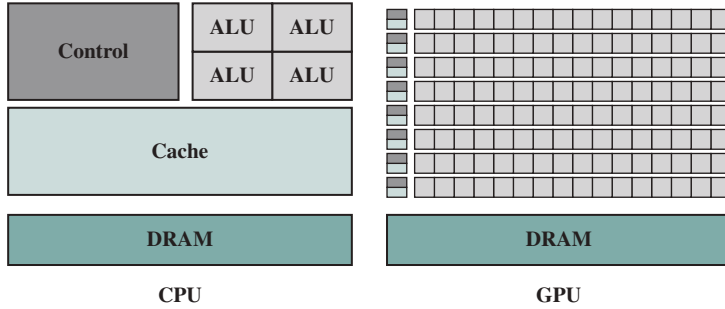 Control
ALU ALU
ALU ALU
Cache
DRAM
CPU
DRAM
GPU